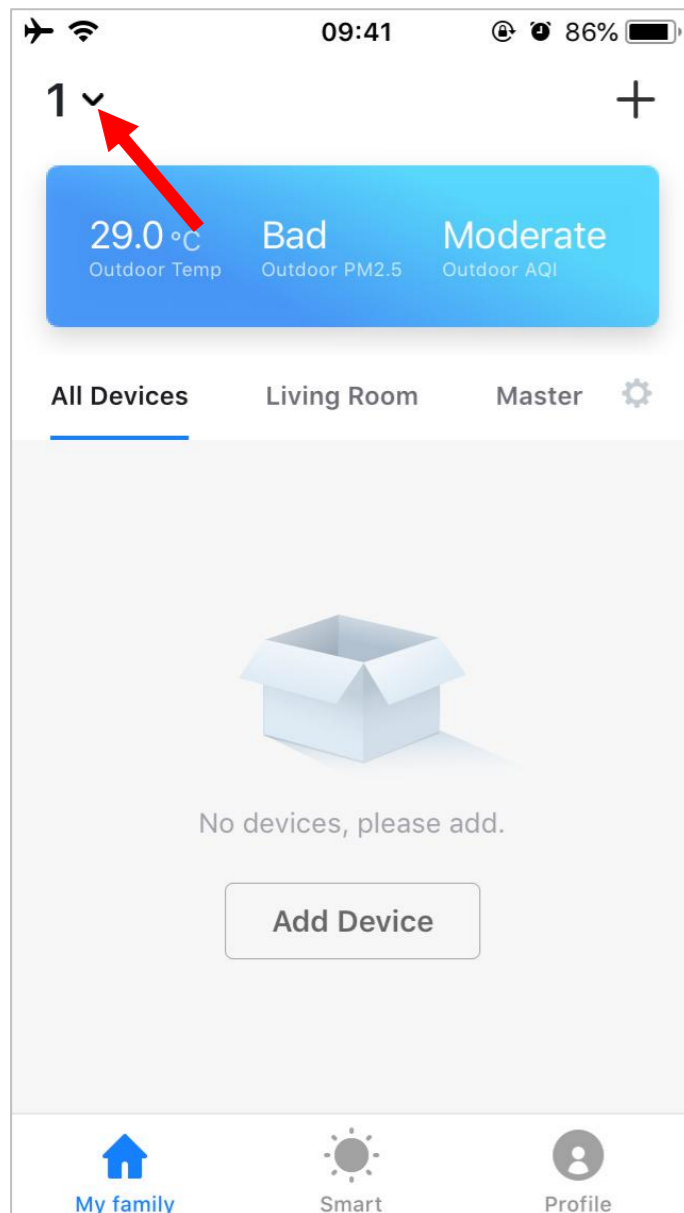 09:41 86%
1
29.0 °C Bad Moderate
Outdoor Temp Outdoor PM2.5 Outdoor AQI
All Devices Living Room Master
No devices, please add.
Add Device
My family Smart Profile